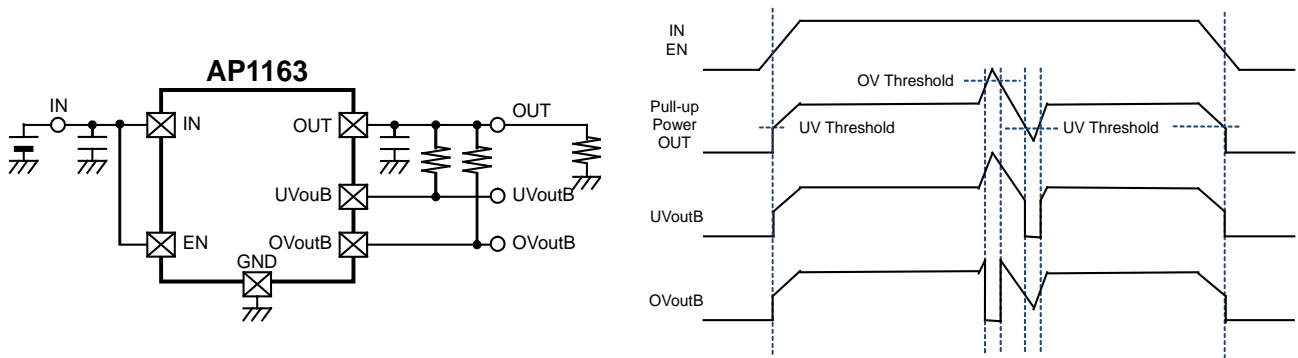 AP1163
IN
IN
OUT
OUT
UVouB
UVoutB
EN
OVoutB
OVoutB
GND
IN
EN
OV Threshold
Pull-up
Power
OUT
UV Threshold
UV Threshold
UVoutB
OVoutB